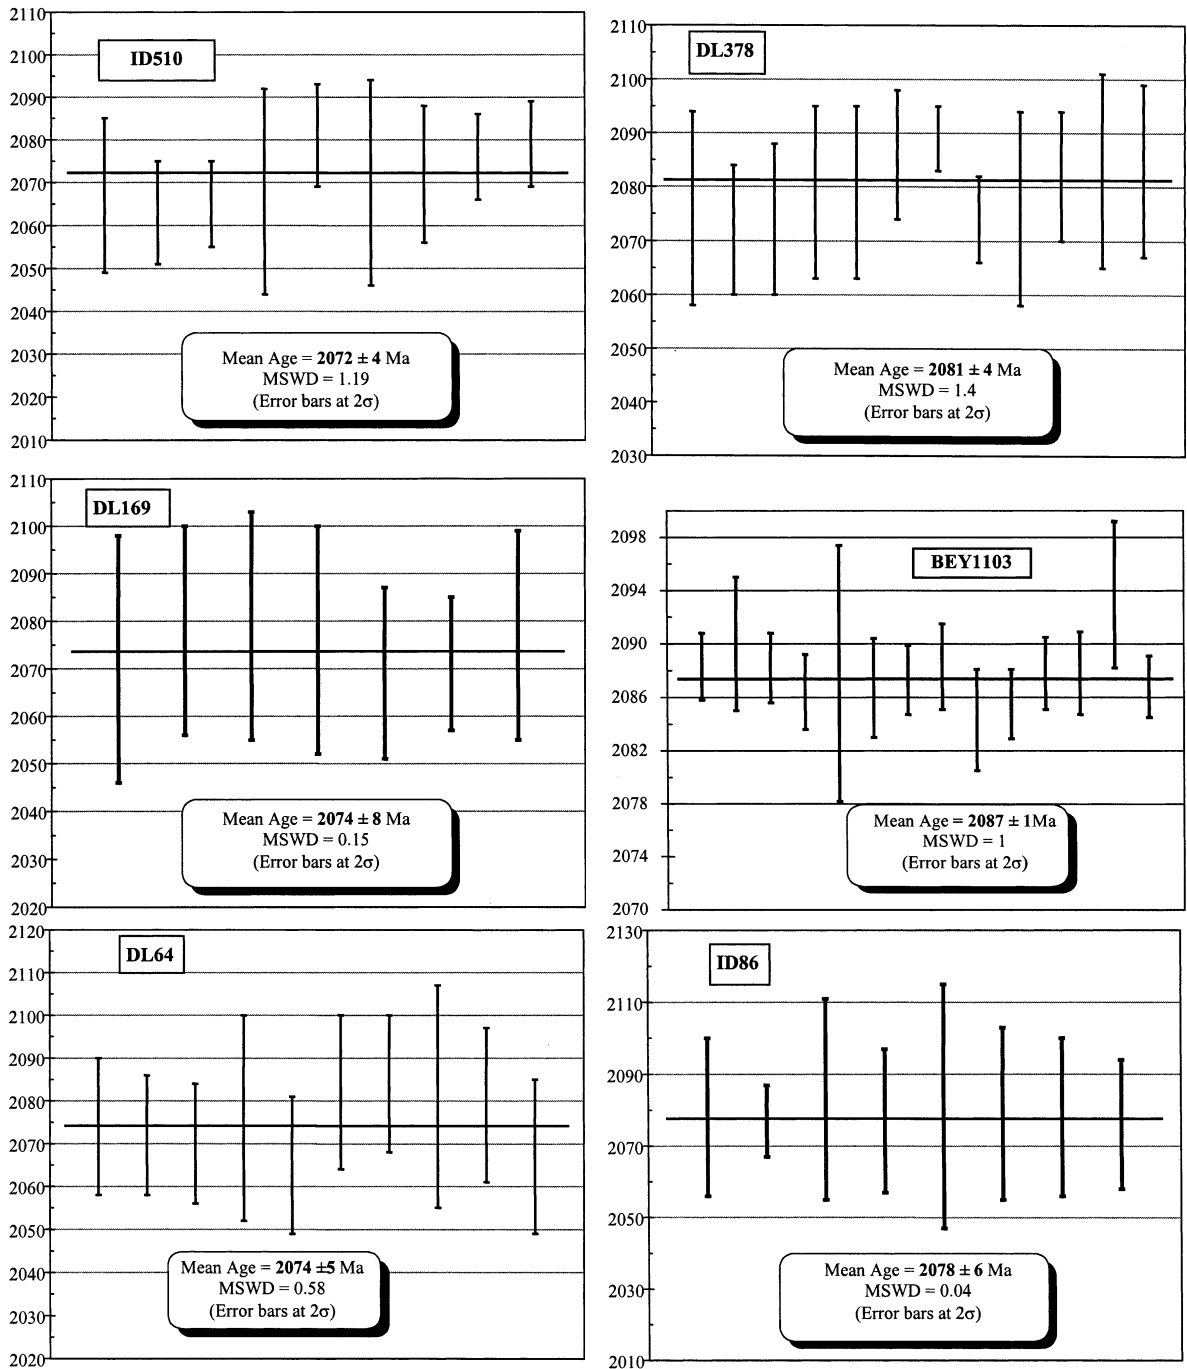 2110
2100
2090
2080
2070
2060
2050
2040
2030
2020
2010
ID510
Mean Age = 2072 ± 4 Ma
MSWD = 1.19
(Error bars at 2σ)
2110
2100
2090
2080
2070
2060
2050
2040
2030
DL378
Mean Age = 2081 ± 4 Ma
MSWD = 1.4
(Error bars at 2σ)
2110
2100
2090
2080
2070
2060
2050
2040
2030
2020
DL169
Mean Age = 2074 ± 8 Ma
MSWD = 0.15
(Error bars at 2σ)
2098
2094
2090
2086
2082
2078
2074
2070
BEY1103
Mean Age = 2087 ± 1Ma
MSWD = 1
(Error bars at 2σ)
2120
2110
2100
2090
2080
2070
2060
2050
2040
2030
2020
DL64
Mean Age = 2074 ±5 Ma
MSWD = 0.58
(Error bars at 2σ)
2130
2110
2090
2070
2050
2030
2010
ID86
Mean Age = 2078 ± 6 Ma
MSWD = 0.04
(Error bars at 2σ)